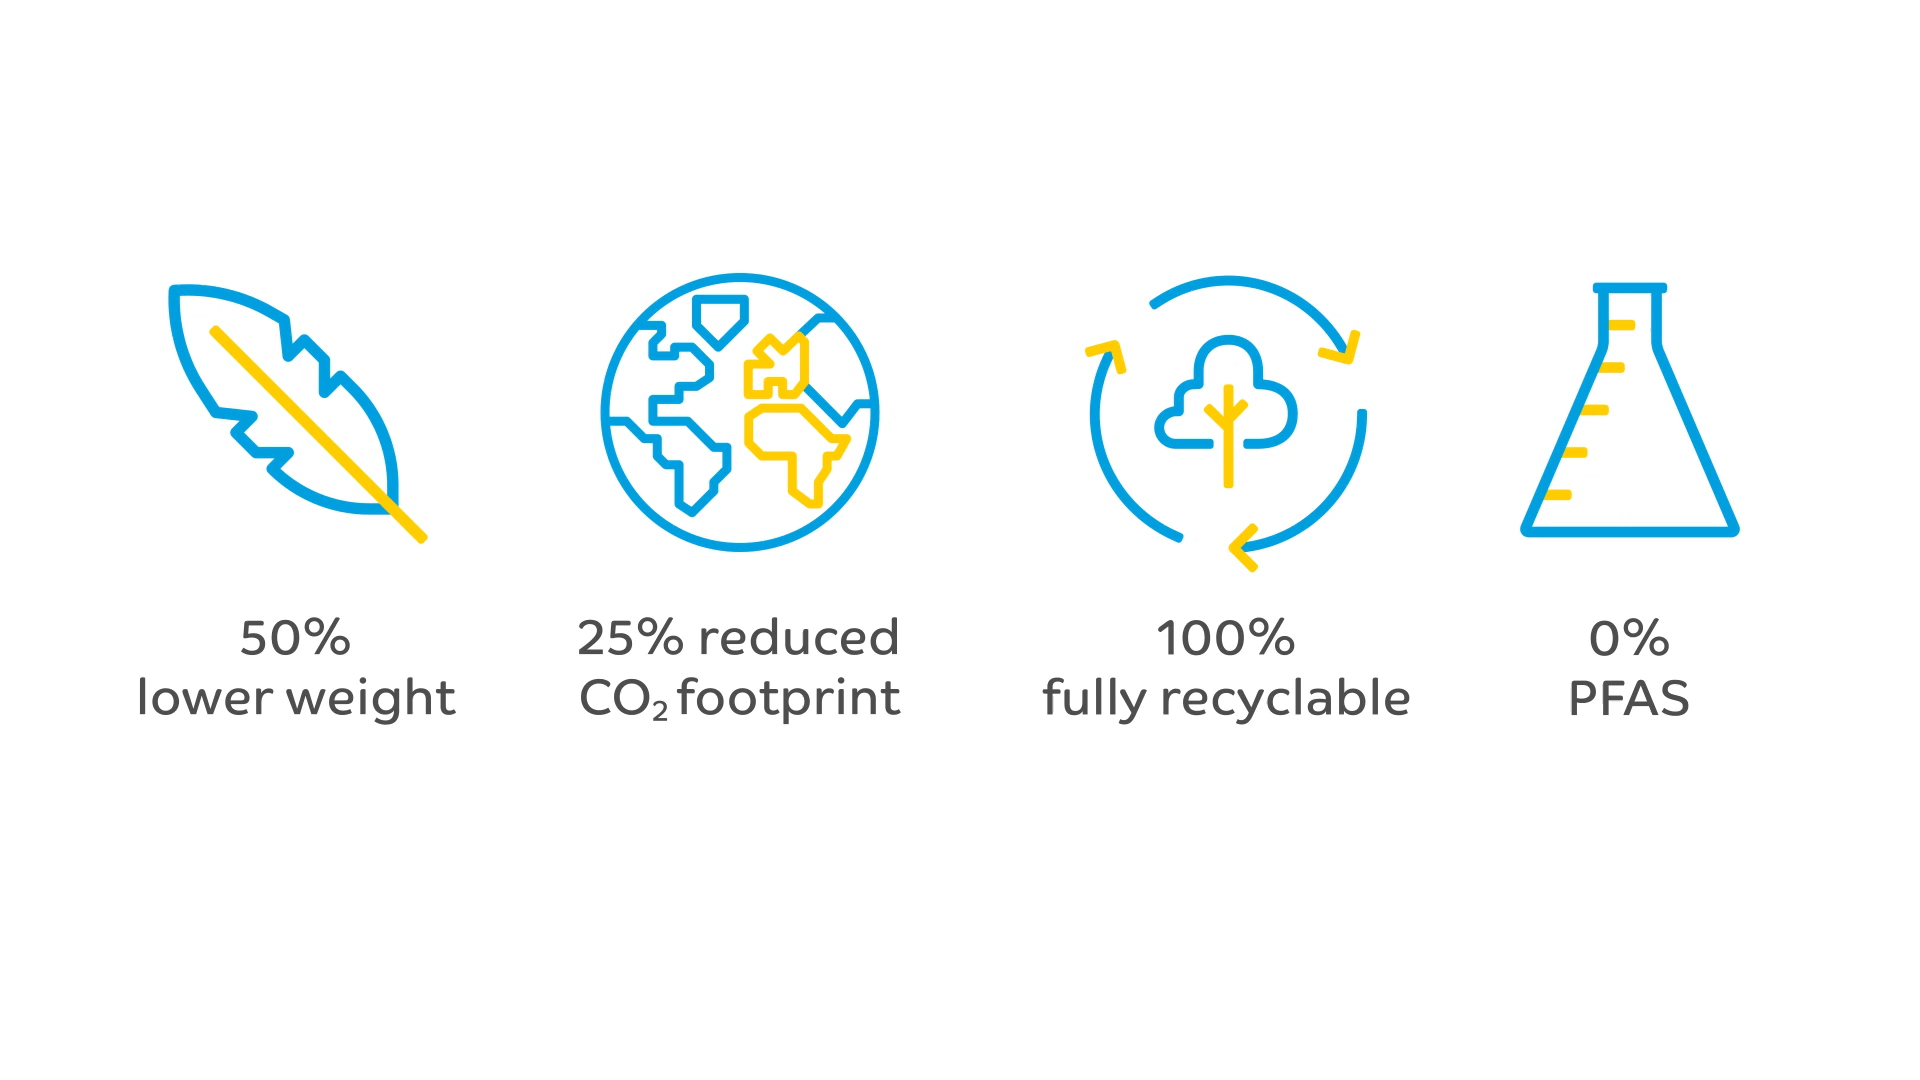 50%
lower weight
25% reduced
CO₂ footprint
100%
fully recyclable
0%
PFAS